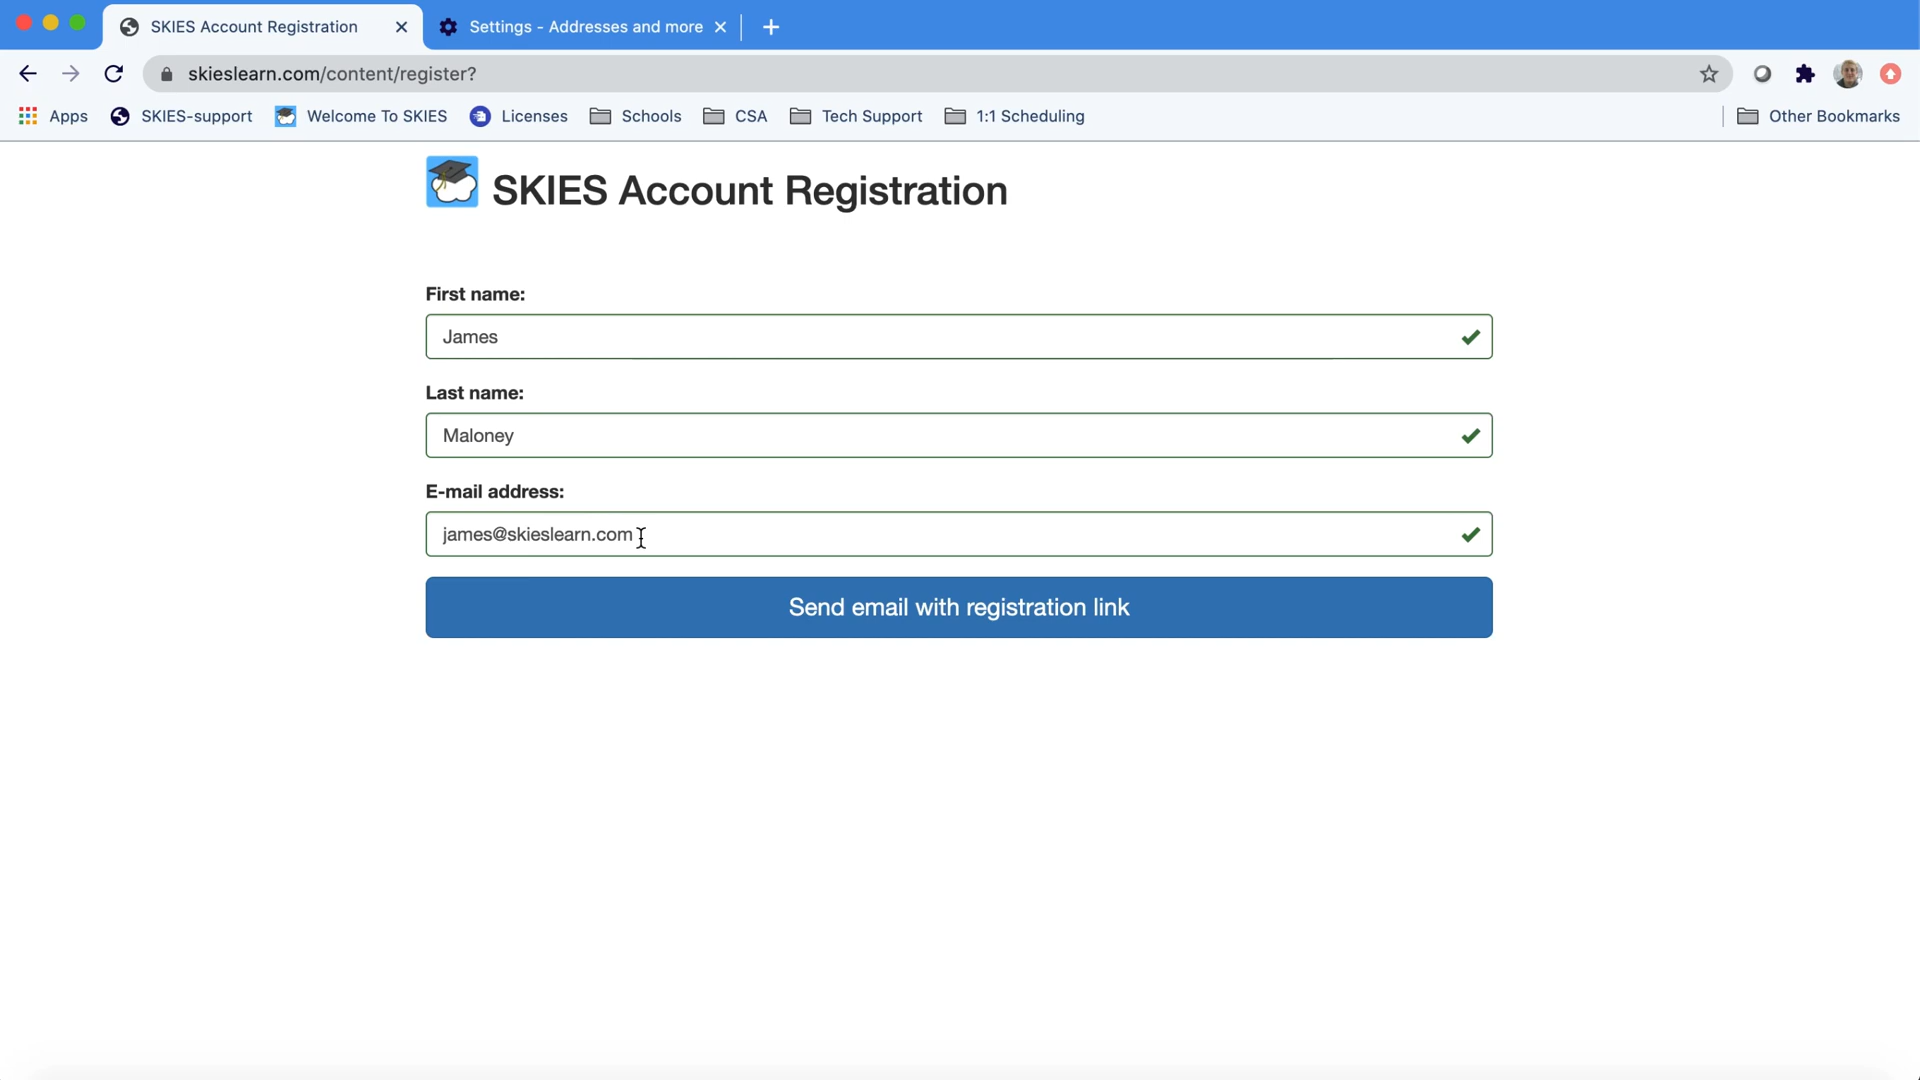 SKIES Account Registration
Settings - Addresses and more
skieslearn.com/content/register?
Apps
SKIES-support
Welcome To SKIES
Licenses
Schools
CSA
Tech Support
1:1 Scheduling
Other Bookmarks
SKIES Account Registration
First name:
James
Last name:
Maloney
E-mail address:
james@skieslearn.com
Send email with registration link